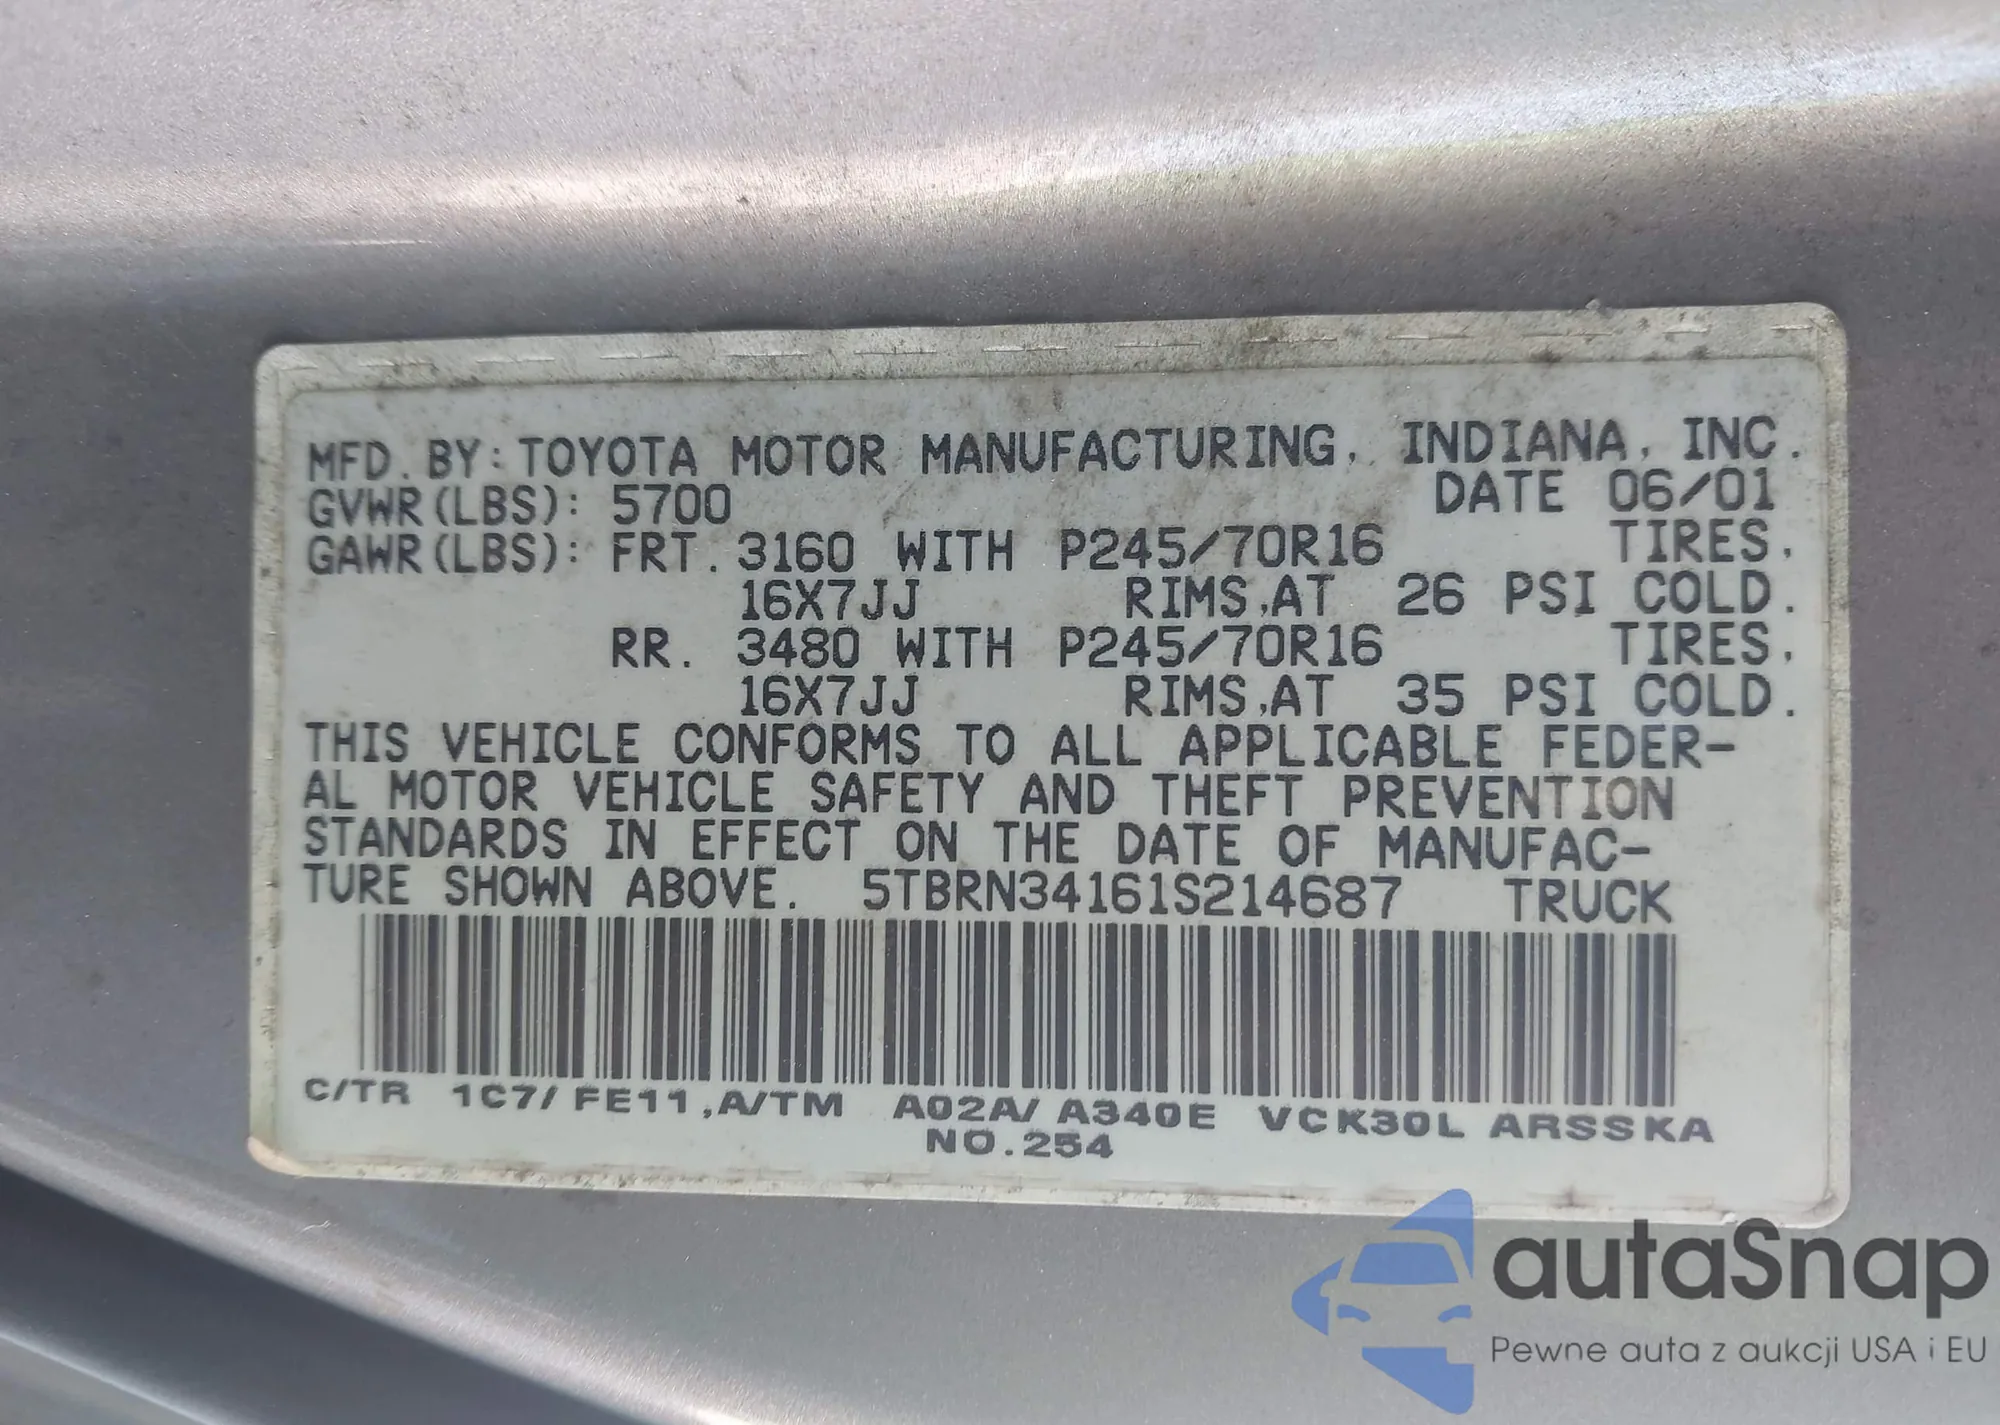 MFD. BY: TOYOTA MOTOR MANUFACTURING, INDIANA, INC.
GVWR(LBS): 5700 DATE 06/01
GAWR(LBS): FRT. 3160 WITH P245/70R16 TIRES,
16X7JJ RIMS,AT 26 PSI COLD.
RR. 3480 WITH P245/70R16 TIRES,
16X7JJ RIMS,AT 35 PSI COLD.
THIS VEHICLE CONFORMS TO ALL APPLICABLE FEDER-
AL MOTOR VEHICLE SAFETY AND THEFT PREVENTION
STANDARDS IN EFFECT ON THE DATE OF MANUFAC-
TURE SHOWN ABOVE. 5TBRN34161S214687 TRUCK
C/TR 1C7/ FE11,A/TM A02A/ A340E VCK30L ARSSKA
NO.254
autaSnap
Pewne auta z aukcji USA i EU